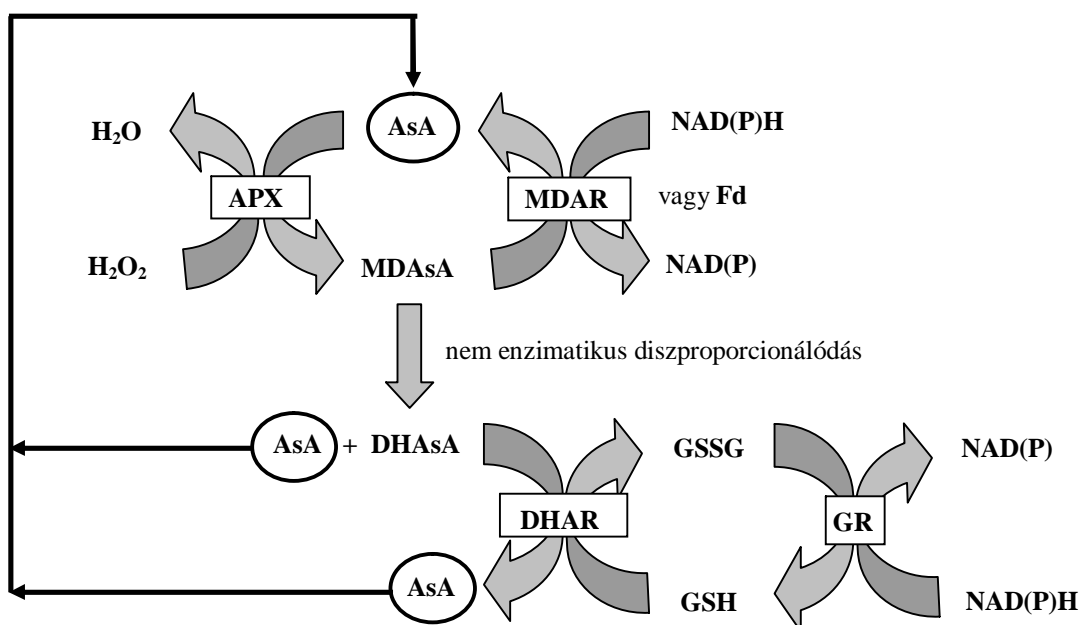 H₂O
AsA
NAD(P)H
APX
MDAR
vagy Fd
H₂O₂
MDAsA
NAD(P)
nem enzimatikus diszproporcionálódás
AsA + DHAsA
GSSG
NAD(P)
DHAR
GR
AsA
GSH
NAD(P)H